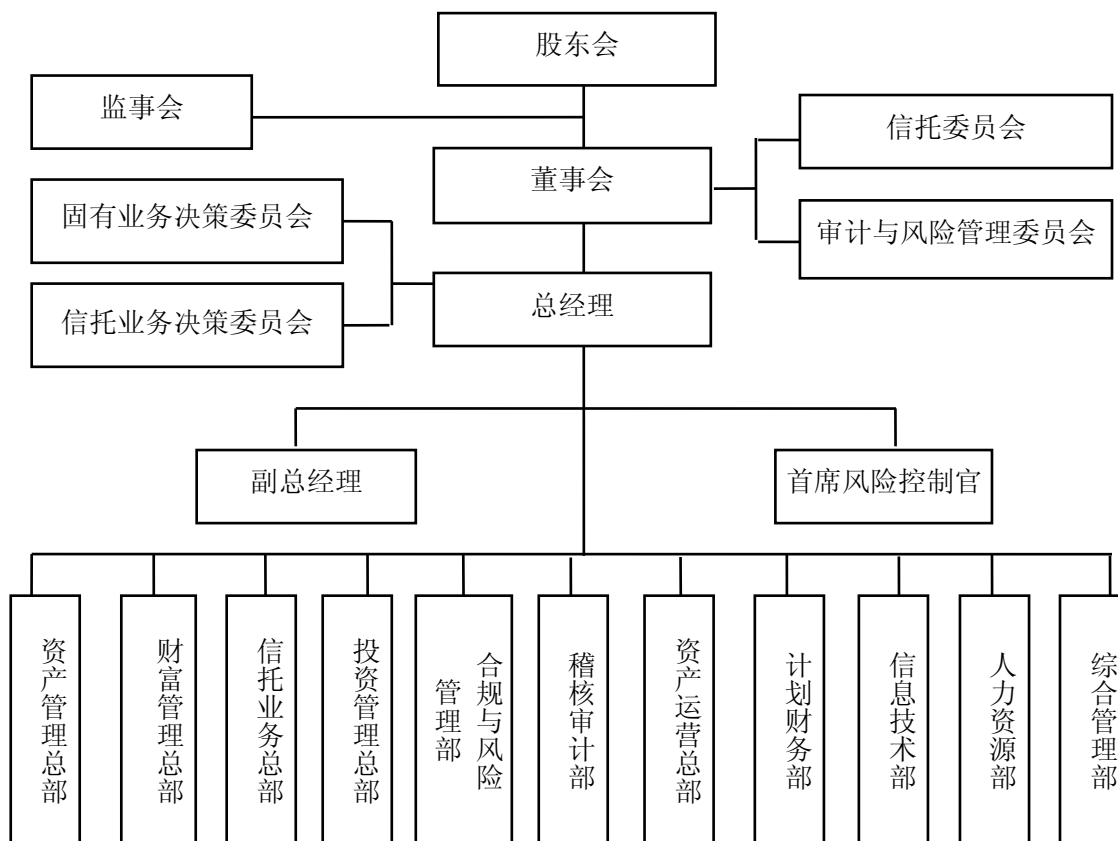 股东会
监事会
信托委员会
董事会
固有业务决策委员会
审计与风险管理委员会
总经理
信托业务决策委员会
副总经理
首席风险控制官
资产管理总部
财富管理总部
信托业务总部
投资管理总部
合规与风险
管理部
稽核审计部
资产运营总部
计划财务部
信息技术部
人力资源部
综合管理部